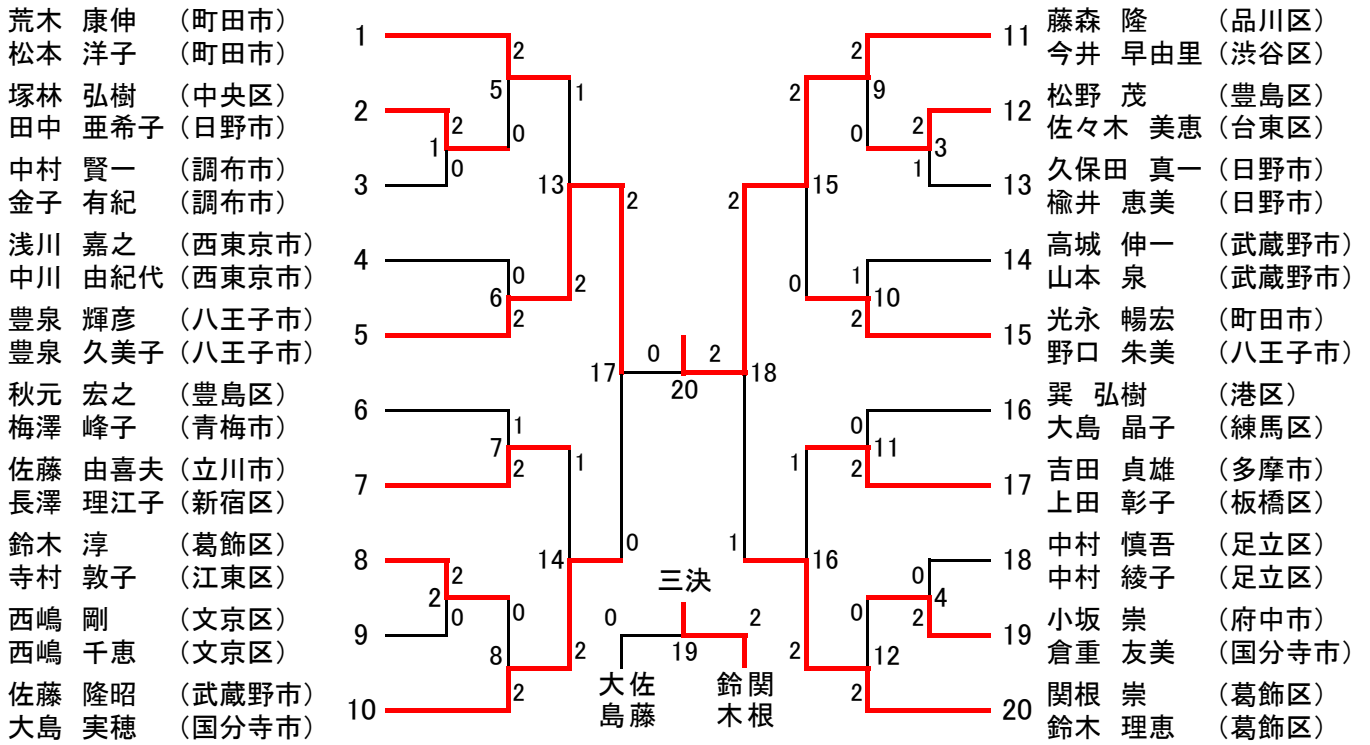 荒木 康伸 （町田市）
松本 洋子 （町田市）
1
塚林 弘樹 （中央区）
田中 亜希子 （日野市）
2
中村 賢一 （調布市）
金子 有紀 （調布市）
3
浅川 嘉之 （西東京市）
中川 由紀代 （西東京市）
4
豊泉 輝彦 （八王子市）
豊泉 久美子 （八王子市）
5
秋元 宏之 （豊島区）
梅澤 峰子 （青梅市）
6
佐藤 由喜夫 （立川市）
長澤 理江子 （新宿区）
7
鈴木 淳 （葛飾区）
寺村 敦子 （江東区）
8
西嶋 剛 （文京区）
西嶋 千恵 （文京区）
9
佐藤 隆昭 （武蔵野市）
大島 実穂 （国分寺市）
10
2
5
1
2
1
0
0
13
2
0
6
2
2
17
1
7
2
1
14
0
2
2
0
0
8
2
2
0
2
20
三決
0
2
19
大島
佐藤
鈴木
関根
2
2
9
0
2
3
1
15
2
1
0
10
2
18
0
1
11
2
1
16
0
4
2
0
2
12
2
11
藤森 隆 （品川区）
今井 早由里 （渋谷区）
12
松野 茂 （豊島区）
佐々木 美恵 （台東区）
13
久保田 真一 （日野市）
楡井 恵美 （日野市）
14
高城 伸一 （武蔵野市）
山本 泉 （武蔵野市）
15
光永 暢宏 （町田市）
野口 朱美 （八王子市）
16
巽 弘樹 （港区）
大島 晶子 （練馬区）
17
吉田 貞雄 （多摩市）
上田 彰子 （板橋区）
18
中村 慎吾 （足立区）
中村 綾子 （足立区）
19
小坂 崇 （府中市）
倉重 友美 （国分寺市）
20
関根 崇 （葛飾区）
鈴木 理恵 （葛飾区）